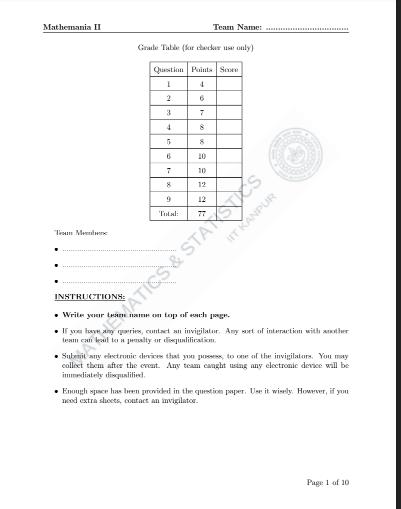 Mathemania II Team Name: ..................................
Grade Table (for checker use only)
Question Points Score
1 4
2 6
3 7
4 8
5 8
6 10
7 10
8 12
9 12
Total: 77
MATHEMATICS & STATISTICS
IIT KANPUR
Team Members:
• ..................................................
• ..................................................
• ..................................................
INSTRUCTIONS:
• Write your team name on top of each page.
• If you have any queries, contact an invigilator. Any sort of interaction with another
team can lead to a penalty or disqualification.
• Submit any electronic devices that you possess, to one of the invigilators. You may
collect them after the event. Any team caught using any electronic device will be
immediately disqualified.
• Enough space has been provided in the question paper. Use it wisely. However, if you
need extra sheets, contact an invigilator.
Page 1 of 10